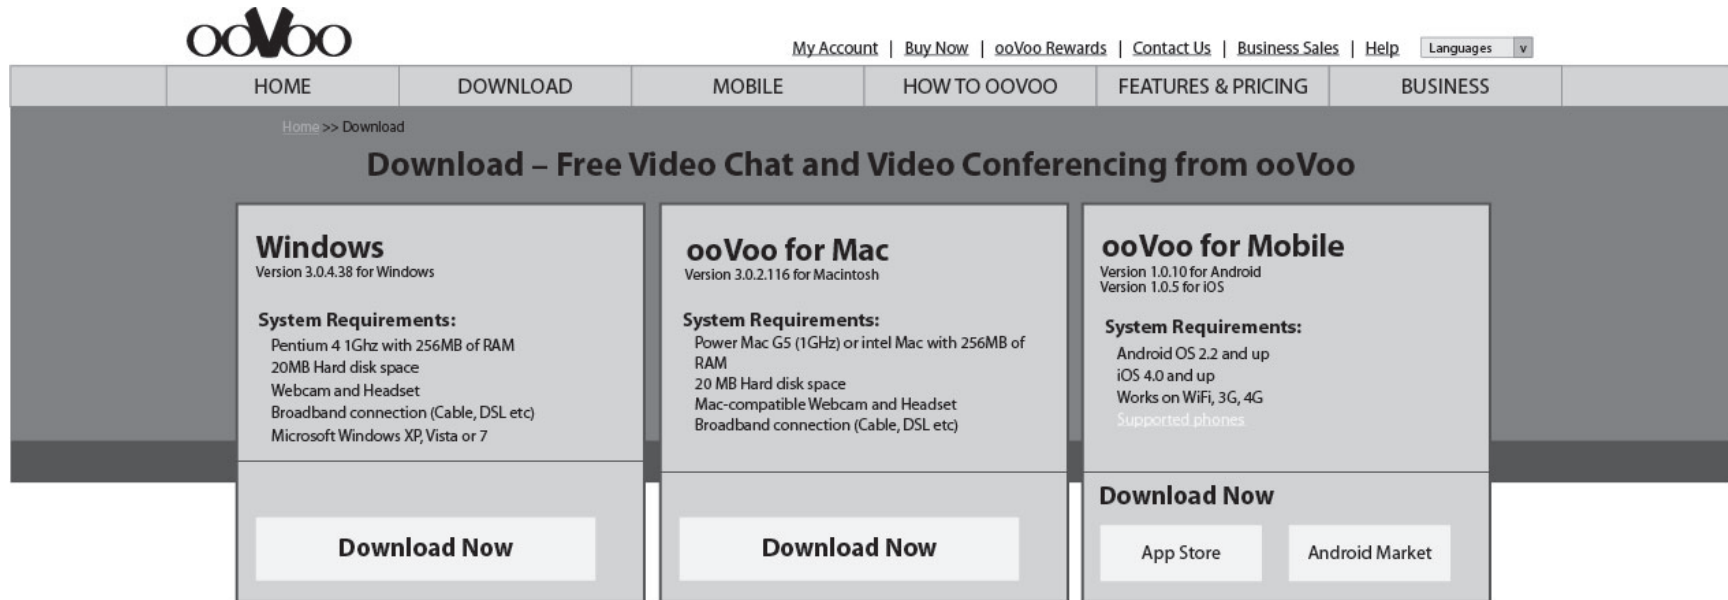 ooVoo
My Account | Buy Now | ooVoo Rewards | Contact Us | Business Sales | Help Languages v
HOME DOWNLOAD MOBILE HOW TO OOVOO FEATURES & PRICING BUSINESS
Home >> Download
Download – Free Video Chat and Video Conferencing from ooVoo
Windows
Version 3.0.4.38 for Windows
System Requirements:
Pentium 4 1Ghz with 256MB of RAM
20MB Hard disk space
Webcam and Headset
Broadband connection (Cable, DSL etc)
Microsoft Windows XP, Vista or 7
Download Now
ooVoo for Mac
Version 3.0.2.116 for Macintosh
System Requirements:
Power Mac G5 (1GHz) or intel Mac with 256MB of
RAM
20 MB Hard disk space
Mac-compatible Webcam and Headset
Broadband connection (Cable, DSL etc)
Download Now
ooVoo for Mobile
Version 1.0.10 for Android
Version 1.0.5 for iOS
System Requirements:
Android OS 2.2 and up
iOS 4.0 and up
Works on WiFi, 3G, 4G
Supported phones
Download Now
App Store Android Market